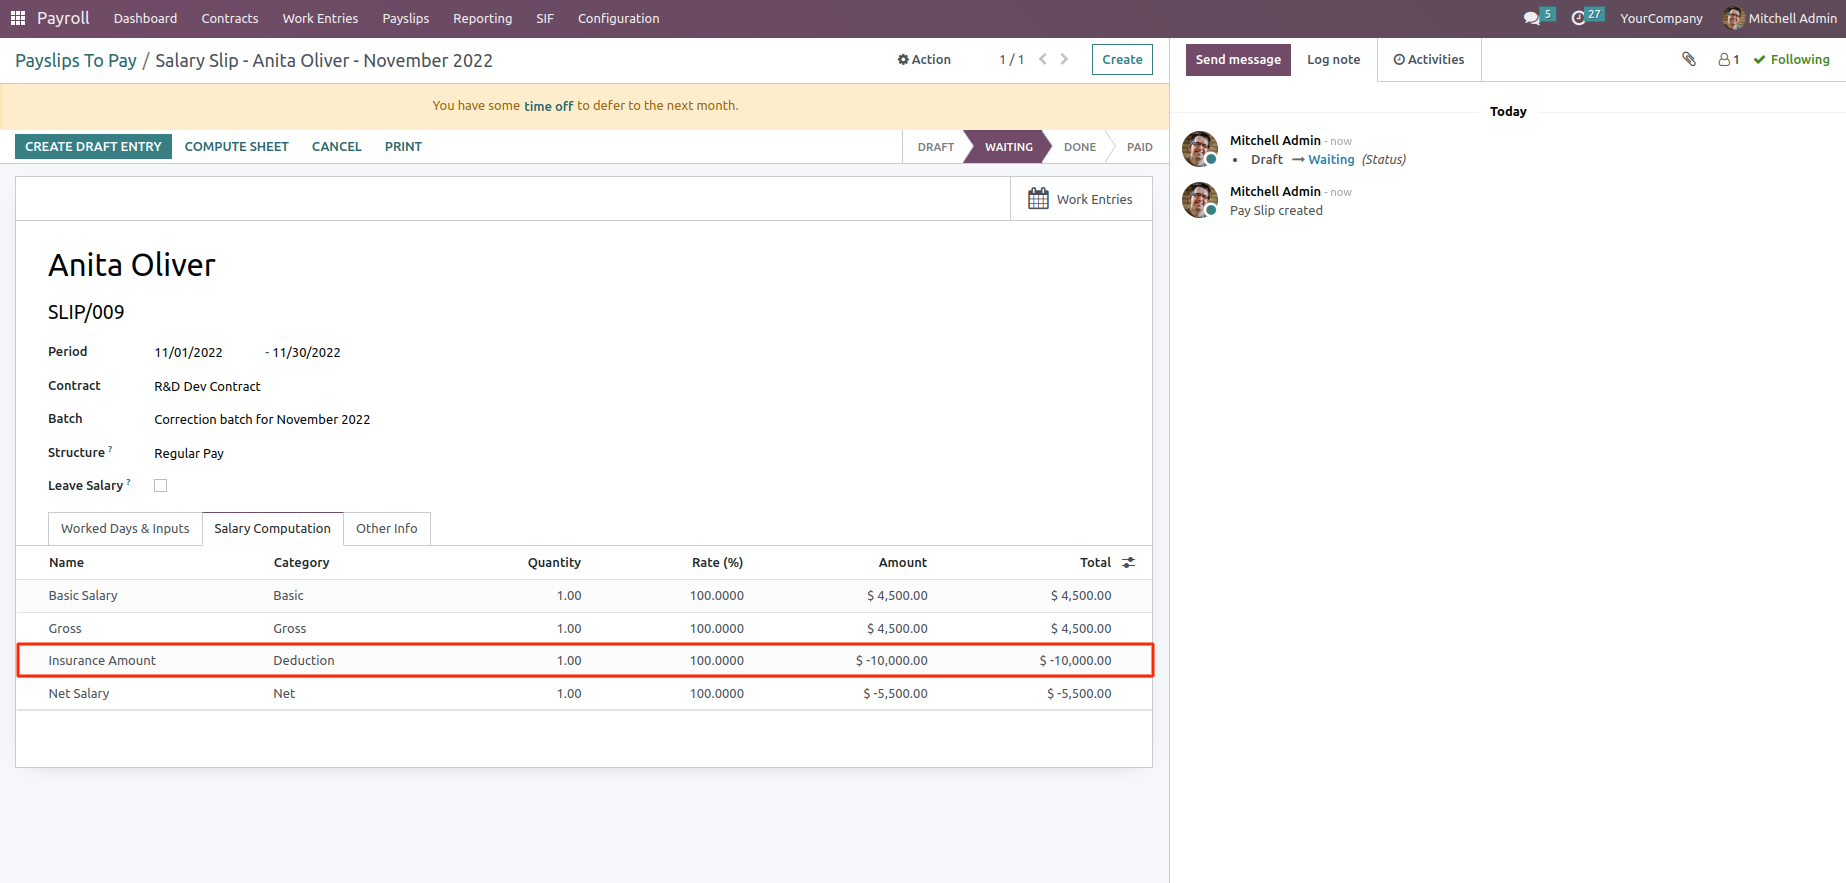 Payroll Dashboard Contracts Work Entries Payslips Reporting SIF Configuration 5 27 YourCompany Mitchell Admin
Payslips To Pay / Salary Slip - Anita Oliver - November 2022 Action 1 / 1 Create
Send message Log note Activities 1 Following
You have some time off to defer to the next month.
CREATE DRAFT ENTRY COMPUTE SHEET CANCEL PRINT DRAFT WAITING DONE PAID
Work Entries
Anita Oliver
SLIP/009
Period 11/01/2022 - 11/30/2022
Contract R&D Dev Contract
Batch Correction batch for November 2022
Structure ? Regular Pay
Leave Salary ?
Worked Days & Inputs Salary Computation Other Info
Name Category Quantity Rate (%) Amount Total
Basic Salary Basic 1.00 100.0000 $ 4,500.00 $ 4,500.00
Gross Gross 1.00 100.0000 $ 4,500.00 $ 4,500.00
Insurance Amount Deduction 1.00 100.0000 $ -10,000.00 $ -10,000.00
Net Salary Net 1.00 100.0000 $ -5,500.00 $ -5,500.00
Today
Mitchell Admin - now
• Draft → Waiting (Status)
Mitchell Admin - now
Pay Slip created